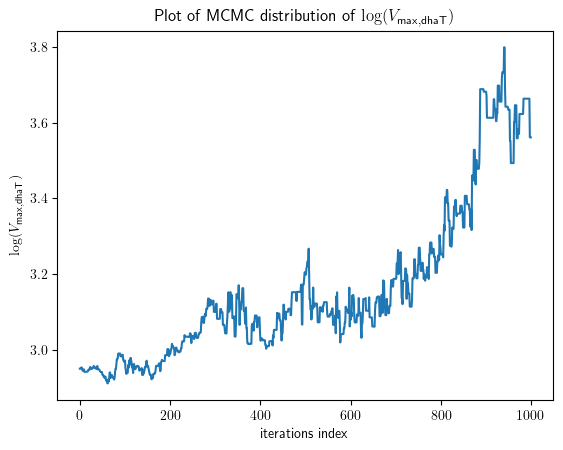 Plot of MCMC distribution of log(V_max,dhaT)
log(V_max,dhaT)
3.8
3.6
3.4
3.2
3.0
0 200 400 600 800 1000
iterations index